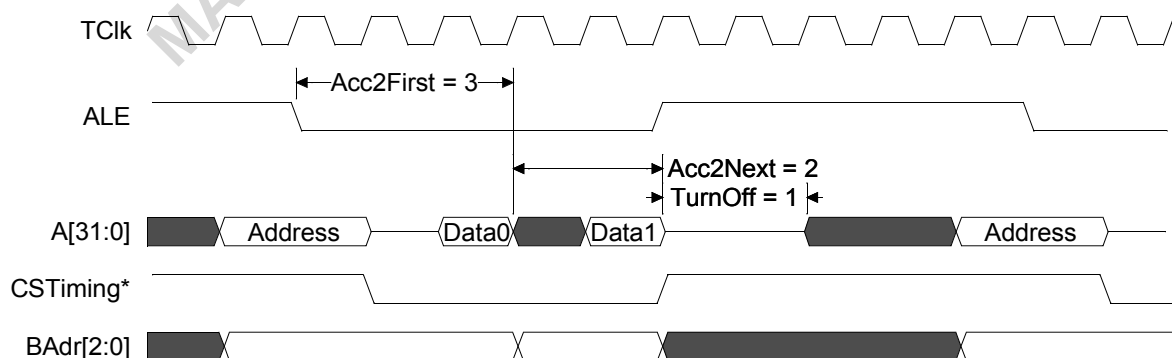 TClk
Acc2First = 3
ALE
Acc2Next = 2
TurnOff = 1
A[31:0] Address Data0 Data1 Address
CSTiming*
BAdr[2:0]